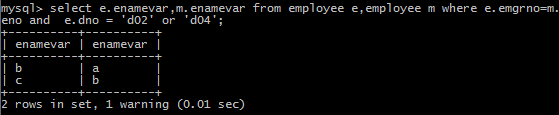 mysql> select e.enamevar,m.enamevar from employee e,employee m where e.emgrno=m.
eno and  e.dno = 'd02' or 'd04';
+----------+----------+
| enamevar | enamevar |
+----------+----------+
| b        | a        |
| c        | b        |
+----------+----------+
2 rows in set, 1 warning (0.01 sec)